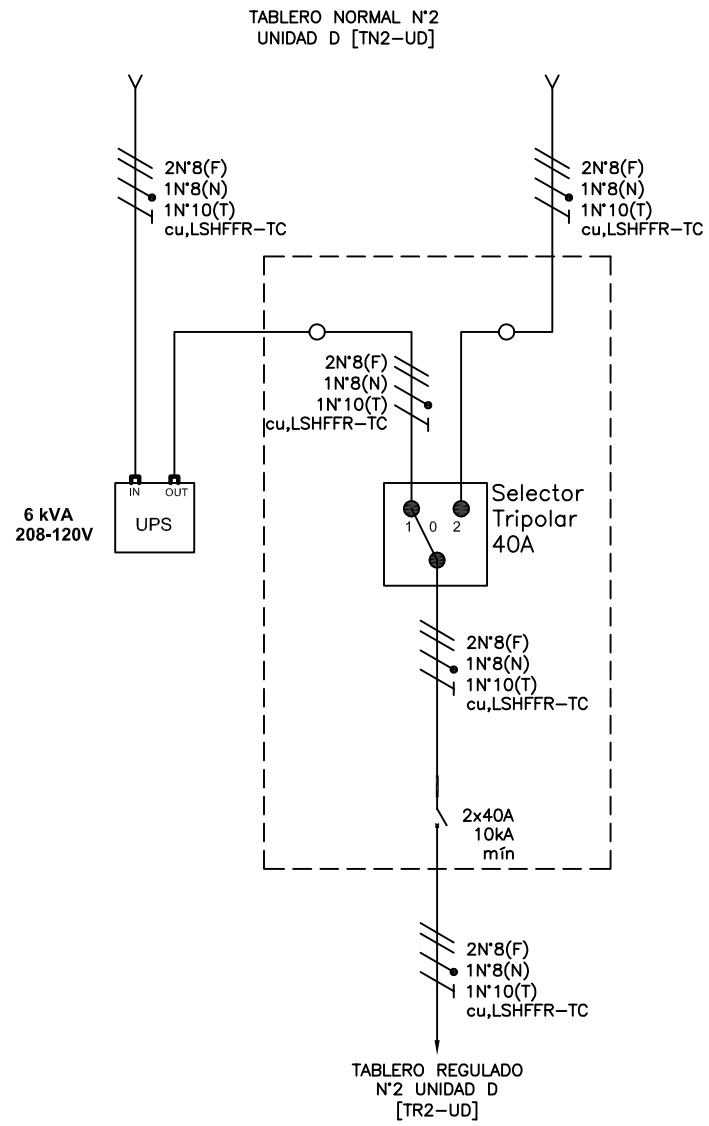 TABLERO NORMAL N°2
UNIDAD D [TN2-UD]
2N°8(F)
1N°8(N)
1N°10(T)
cu,LSHFFR-TC
2N°8(F)
1N°8(N)
1N°10(T)
cu,LSHFFR-TC
2N°8(F)
1N°8(N)
1N°10(T)
cu,LSHFFR-TC
6 kVA
208-120V
IN OUT
UPS
1 0 2
Selector
Tripolar
40A
2N°8(F)
1N°8(N)
1N°10(T)
cu,LSHFFR-TC
2x40A
10kA
mín
2N°8(F)
1N°8(N)
1N°10(T)
cu,LSHFFR-TC
TABLERO REGULADO
N°2 UNIDAD D
[TR2-UD]